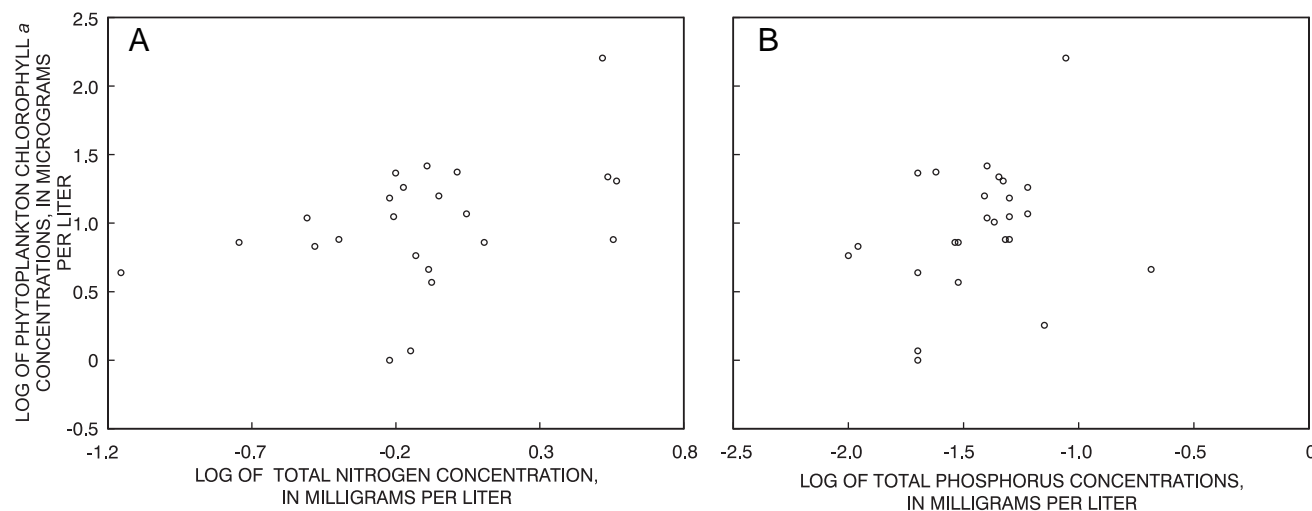 LOG OF PHYTOPLANKTON CHLOROPHYLL a
CONCENTRATIONS, IN MICROGRAMS
PER LITER
2.5
2.0
1.5
1.0
0.5
0
-0.5
A
-1.2
-0.7
-0.2
0.3
0.8
LOG OF TOTAL NITROGEN CONCENTRATION,
IN MILLIGRAMS PER LITER
B
-2.5
-2.0
-1.5
-1.0
-0.5
0
LOG OF TOTAL PHOSPHORUS CONCENTRATIONS,
IN MILLIGRAMS PER LITER